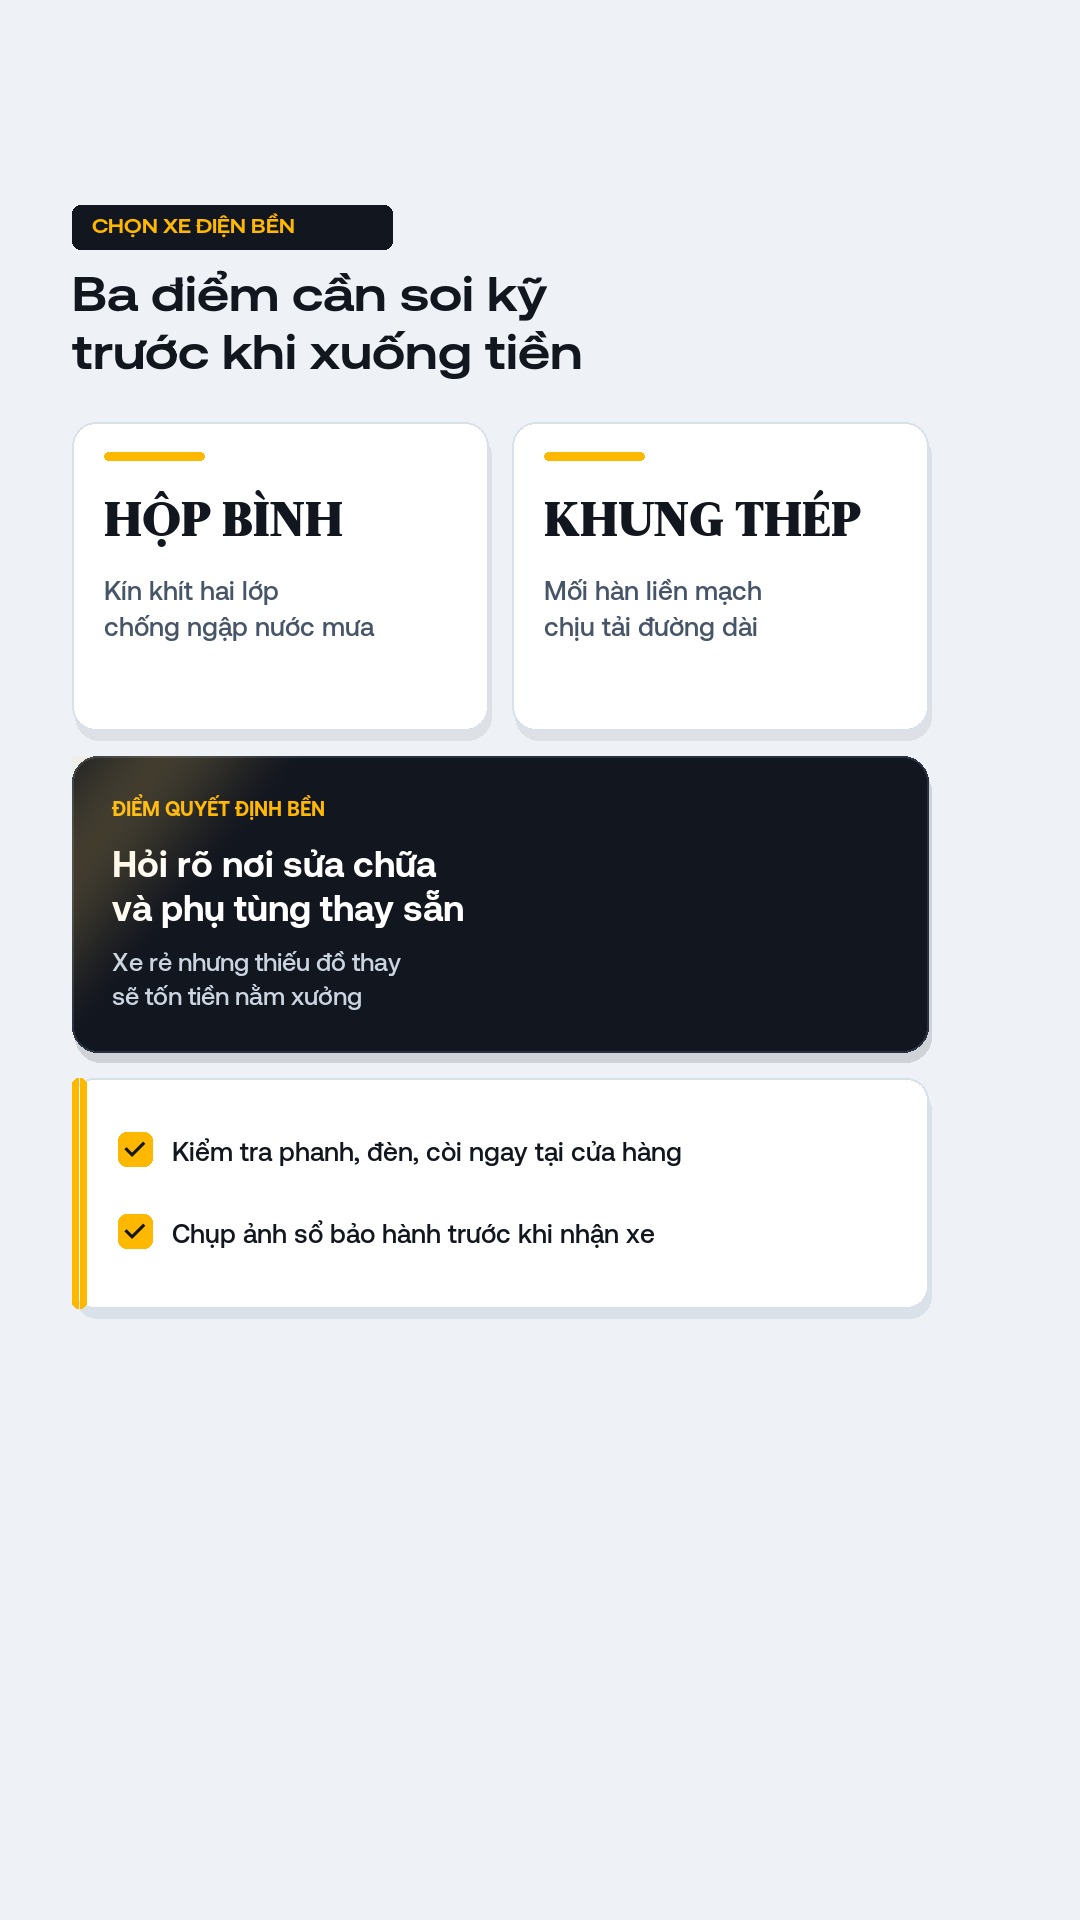 CHỌN XE ĐIỆN BỀN
Ba điểm cần soi kỹ
trước khi xuống tiền
HỘP BÌNH
Kín khít hai lớp
chống ngập nước mưa
KHUNG THÉP
Mối hàn liền mạch
chịu tải đường dài
ĐIỂM QUYẾT ĐỊNH BỀN
Hỏi rõ nơi sửa chữa
và phụ tùng thay sẵn
Xe rẻ nhưng thiếu đồ thay
sẽ tốn tiền nằm xưởng
Kiểm tra phanh, đèn, còi ngay tại cửa hàng
Chụp ảnh sổ bảo hành trước khi nhận xe